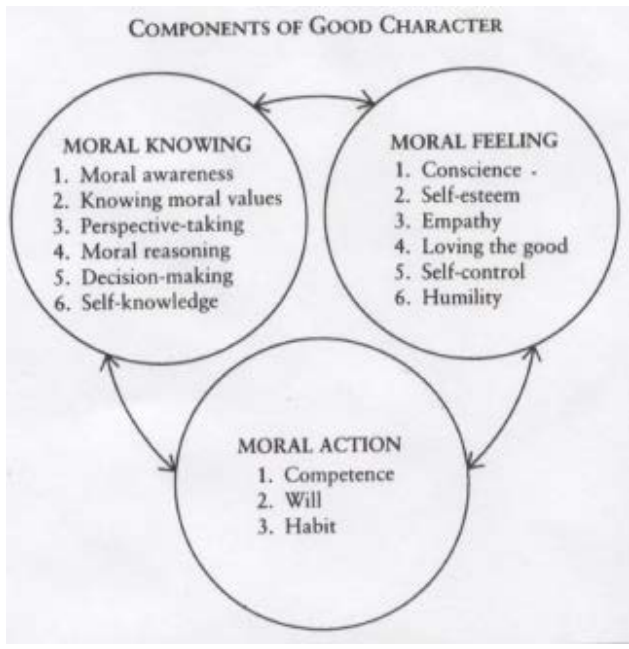 COMPONENTS OF GOOD CHARACTER
MORAL KNOWING
1. Moral awareness
2. Knowing moral values
3. Perspective-taking
4. Moral reasoning
5. Decision-making
6. Self-knowledge
MORAL FEELING
1. Conscience
2. Self-esteem
3. Empathy
4. Loving the good
5. Self-control
6. Humility
MORAL ACTION
1. Competence
2. Will
3. Habit